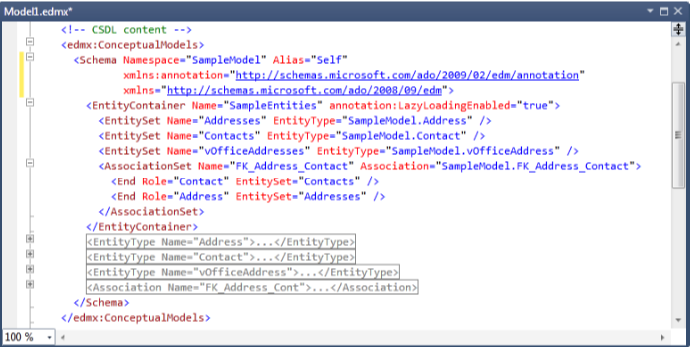 Model1.edmx*
<!-- CSDL content -->
<edmx:ConceptualModels>
<Schema Namespace="SampleModel" Alias="Self"
xmlns:annotation="http://schemas.microsoft.com/ado/2009/02/edm/annotation"
xmlns="http://schemas.microsoft.com/ado/2008/09/edm">
<EntityContainer Name="SampleEntities" annotation:LazyLoadingEnabled="true">
<EntitySet Name="Addresses" EntityType="SampleModel.Address" />
<EntitySet Name="Contacts" EntityType="SampleModel.Contact" />
<EntitySet Name="vOfficeAddresses" EntityType="SampleModel.vOfficeAddress" />
<AssociationSet Name="FK_Address_Contact" Association="SampleModel.FK_Address_Contact">
<End Role="Contact" EntitySet="Contacts" />
<End Role="Address" EntitySet="Addresses" />
</AssociationSet>
</EntityContainer>
<EntityType Name="Address">...</EntityType>
<EntityType Name="Contact">...</EntityType>
<EntityType Name="vOfficeAddress">...</EntityType>
<Association Name="FK_Address_Cont">...</Association>
</Schema>
</edmx:ConceptualModels>
100 %